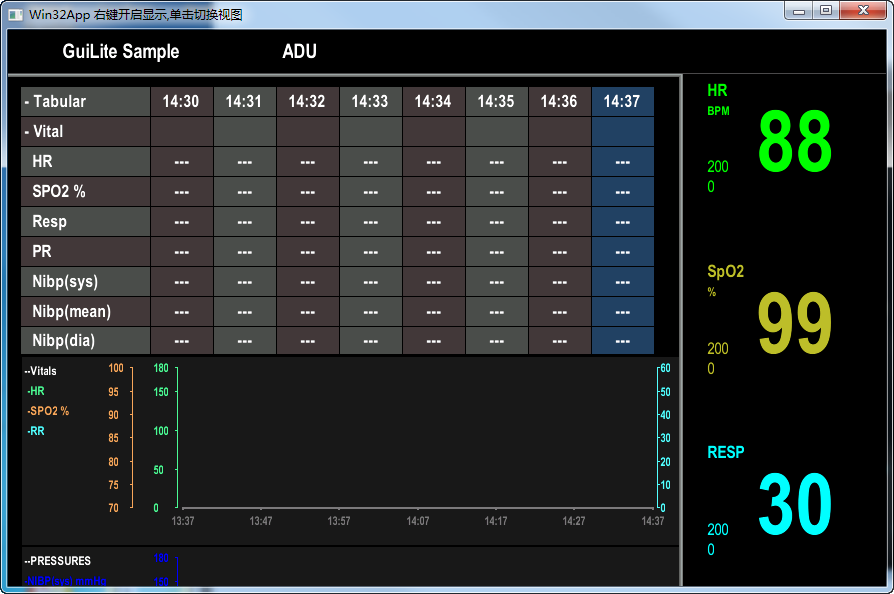 Win32App 右键开启显示,单击切换视图
GuiLite Sample ADU
- Tabular 14:30 14:31 14:32 14:33 14:34 14:35 14:36 14:37
- Vital
HR --- --- --- --- --- --- --- ---
SPO2 % --- --- --- --- --- --- --- ---
Resp --- --- --- --- --- --- --- ---
PR --- --- --- --- --- --- --- ---
Nibp(sys) --- --- --- --- --- --- --- ---
Nibp(mean) --- --- --- --- --- --- --- ---
Nibp(dia) --- --- --- --- --- --- --- ---
--Vitals 100 180 60
-HR 95 150 50
-SPO2 % 90 40
-RR 85 100 30
80 50 20
75 10
70 0 0
13:37 13:47 13:57 14:07 14:17 14:27 14:37
--PRESSURES
HR
BPM
88
200
0
SpO2
%
99
200
0
RESP
30
200
0